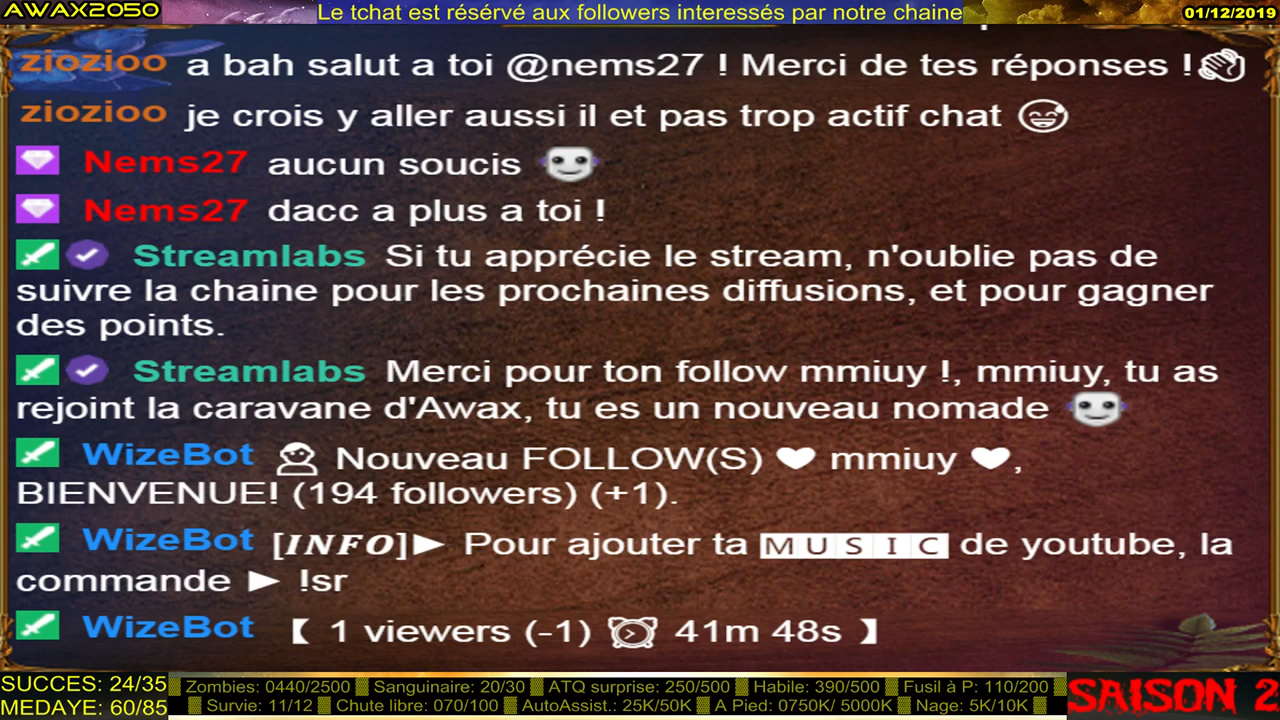 AWAX2050
Le tchat est résérvé aux followers interessés par notre chaine
01/12/2019
ziozioo a bah salut a toi @nems27 ! Merci de tes réponses !
ziozioo je crois y aller aussi il et pas trop actif chat
Nems27 aucun soucis
Nems27 dacc a plus a toi !
Streamlabs Si tu apprécie le stream, n'oublie pas de
suivre la chaine pour les prochaines diffusions, et pour gagner
des points.
Streamlabs Merci pour ton follow mmiuy !, mmiuy, tu as
rejoint la caravane d'Awax, tu es un nouveau nomade
WizeBot Nouveau FOLLOW(S) ❤ mmiuy ❤,
BIENVENUE! (194 followers) (+1).
WizeBot [INFO]► Pour ajouter ta MUSIC de youtube, la
commande ► !sr
WizeBot 【 1 viewers (-1) ⏰ 41m 48s 】
SUCCES: 24/35
MEDAYE: 60/85
Zombies: 0440/2500 ▒ Sanguinaire: 20/30 ▒ ATQ surprise: 250/500 ▒ Habile: 390/500 ▒ Fusil à P: 110/200
Survie: 11/12 ▒ Chute libre: 070/100 ▒ AutoAssist.: 25K/50K ▒ A Pied: 0750K/ 5000K ▒ Nage: 5K/10K
SAISON 2